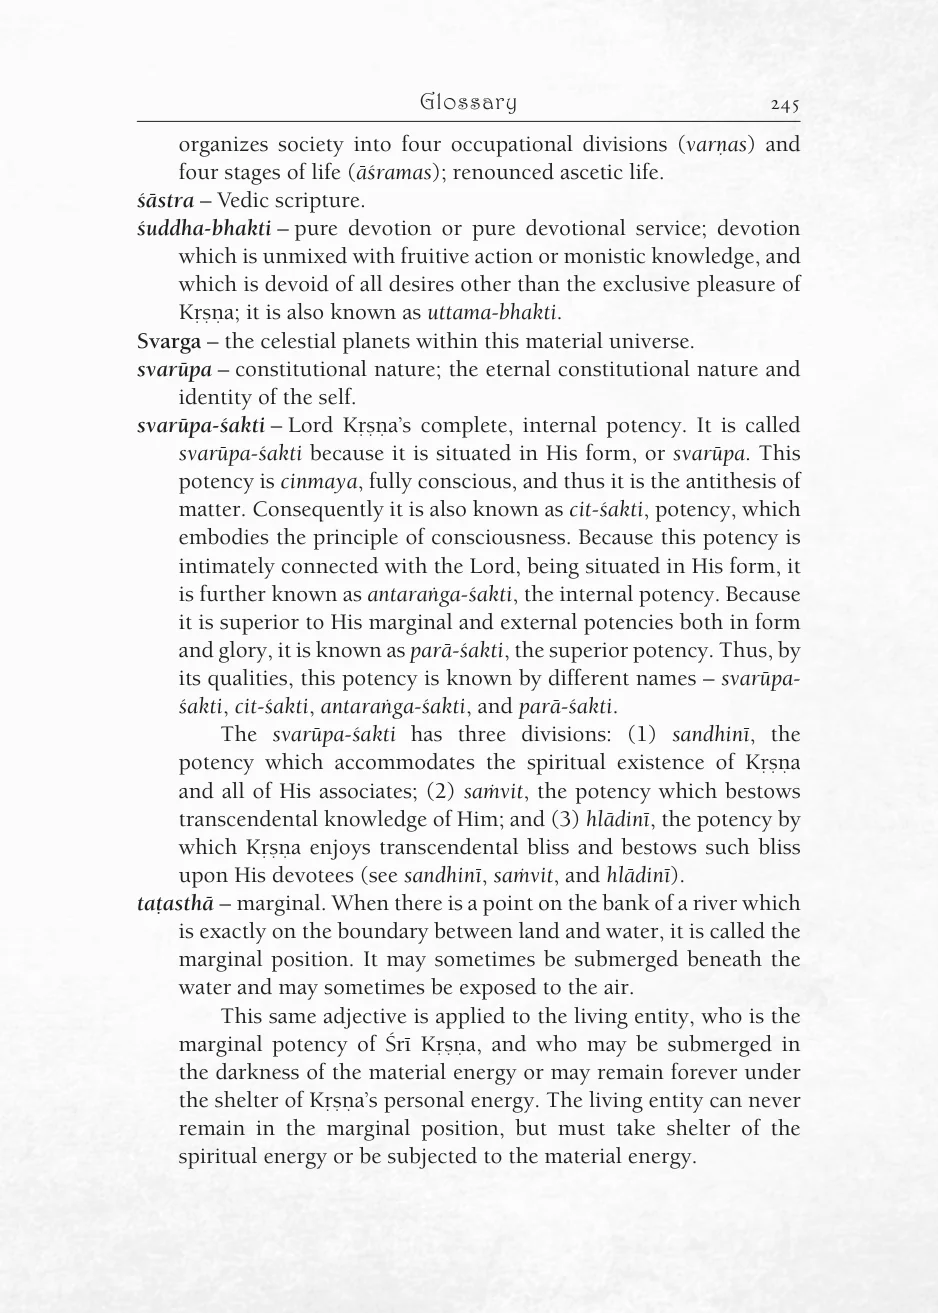 Glossary 245
organizes society into four occupational divisions (varṇas) and
four stages of life (āśramas); renounced ascetic life.
śāstra – Vedic scripture.
śuddha-bhakti – pure devotion or pure devotional service; devotion
which is unmixed with fruitive action or monistic knowledge, and
which is devoid of all desires other than the exclusive pleasure of
Kṛṣṇa; it is also known as uttama-bhakti.
Svarga – the celestial planets within this material universe.
svarūpa – constitutional nature; the eternal constitutional nature and
identity of the self.
svarūpa-śakti – Lord Kṛṣṇa’s complete, internal potency. It is called
svarūpa-śakti because it is situated in His form, or svarūpa. This
potency is cinmaya, fully conscious, and thus it is the antithesis of
matter. Consequently it is also known as cit-śakti, potency, which
embodies the principle of consciousness. Because this potency is
intimately connected with the Lord, being situated in His form, it
is further known as antaraṅga-śakti, the internal potency. Because
it is superior to His marginal and external potencies both in form
and glory, it is known as parā-śakti, the superior potency. Thus, by
its qualities, this potency is known by different names – svarūpa-
śakti, cit-śakti, antaraṅga-śakti, and parā-śakti.
The svarūpa-śakti has three divisions: (1) sandhinī, the
potency which accommodates the spiritual existence of Kṛṣṇa
and all of His associates; (2) saṁvit, the potency which bestows
transcendental knowledge of Him; and (3) hlādinī, the potency by
which Kṛṣṇa enjoys transcendental bliss and bestows such bliss
upon His devotees (see sandhinī, saṁvit, and hlādinī).
taṭasthā – marginal. When there is a point on the bank of a river which
is exactly on the boundary between land and water, it is called the
marginal position. It may sometimes be submerged beneath the
water and may sometimes be exposed to the air.
This same adjective is applied to the living entity, who is the
marginal potency of Śrī Kṛṣṇa, and who may be submerged in
the darkness of the material energy or may remain forever under
the shelter of Kṛṣṇa’s personal energy. The living entity can never
remain in the marginal position, but must take shelter of the
spiritual energy or be subjected to the material energy.